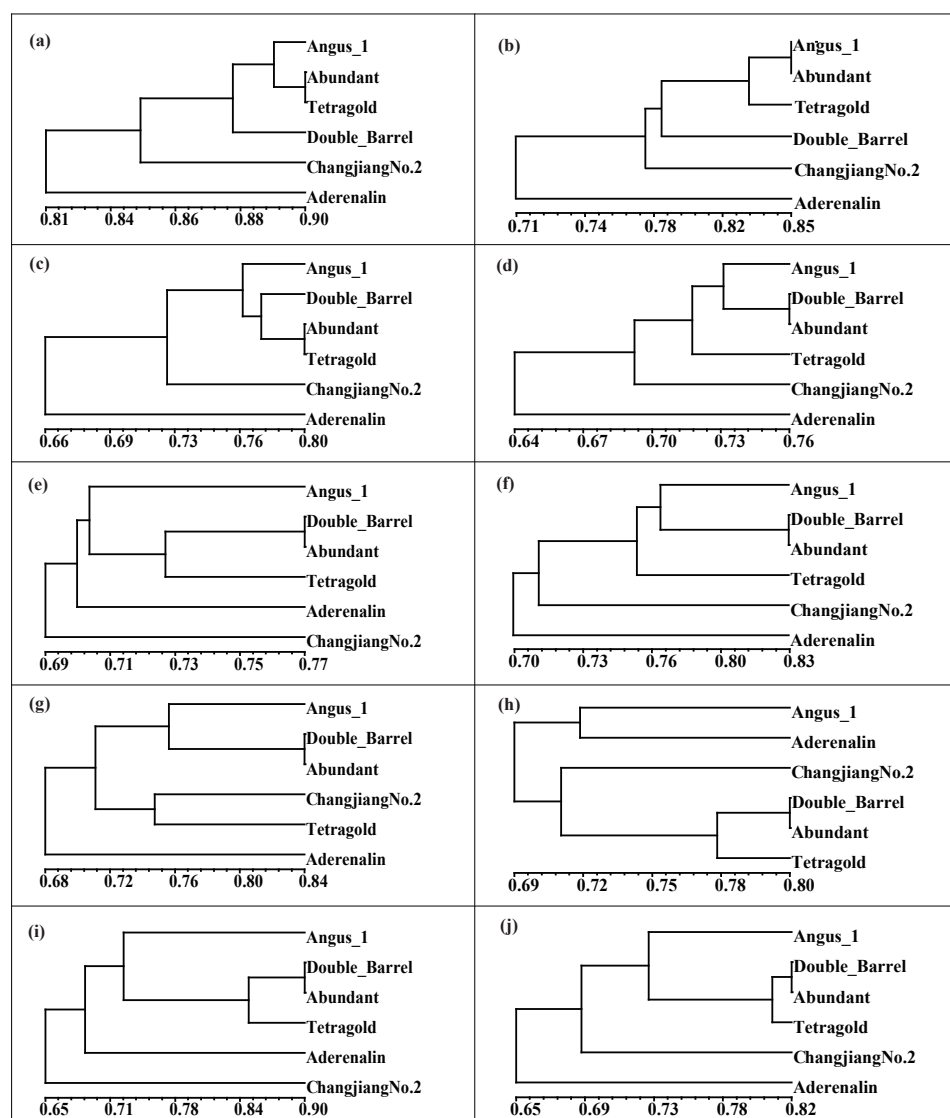 (a)
Angus_1
Abundant
Tetragold
Double_Barrel
ChangjiangNo.2
Aderenalin
0.81 0.84 0.86 0.88 0.90
(b)
Angus_1
Abundant
Tetragold
Double_Barrel
ChangjiangNo.2
Aderenalin
0.71 0.74 0.78 0.82 0.85
(c)
Angus_1
Double_Barrel
Abundant
Tetragold
ChangjiangNo.2
Aderenalin
0.66 0.69 0.73 0.76 0.80
(d)
Angus_1
Double_Barrel
Abundant
Tetragold
ChangjiangNo.2
Aderenalin
0.64 0.67 0.70 0.73 0.76
(e)
Angus_1
Double_Barrel
Abundant
Tetragold
Aderenalin
ChangjiangNo.2
0.69 0.71 0.73 0.75 0.77
(f)
Angus_1
Double_Barrel
Abundant
Tetragold
ChangjiangNo.2
Aderenalin
0.70 0.73 0.76 0.80 0.83
(g)
Angus_1
Double_Barrel
Abundant
ChangjiangNo.2
Tetragold
Aderenalin
0.68 0.72 0.76 0.80 0.84
(h)
Angus_1
Aderenalin
ChangjiangNo.2
Double_Barrel
Abundant
Tetragold
0.69 0.72 0.75 0.78 0.80
(i)
Angus_1
Double_Barrel
Abundant
Tetragold
Aderenalin
ChangjiangNo.2
0.65 0.71 0.78 0.84 0.90
(j)
Angus_1
Double_Barrel
Abundant
Tetragold
ChangjiangNo.2
Aderenalin
0.65 0.69 0.73 0.78 0.82